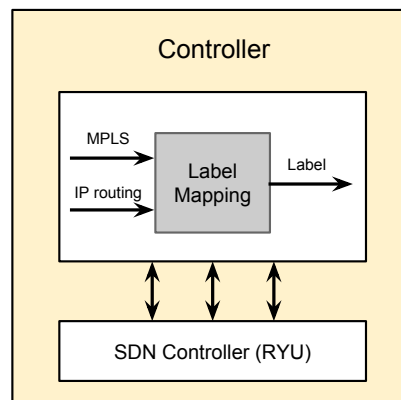 Controller
MPLS
Label
Mapping
Label
IP routing
SDN Controller (RYU)